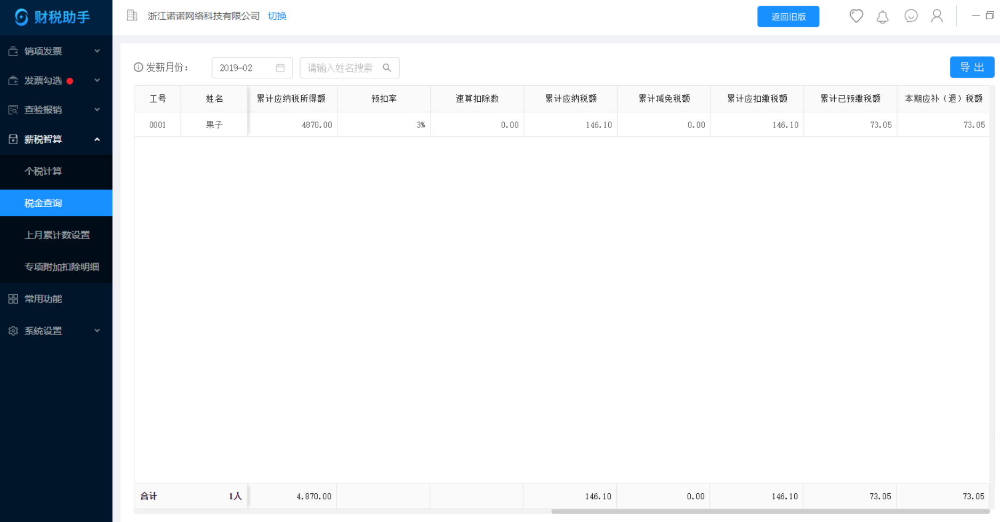 财税助手
浙江诺诺网络科技有限公司 切换
返回旧版
销项发票
发票勾选
查验报销
薪税智算
个税计算
税金查询
上月累计数设置
专项附加扣除明细
常用功能
系统设置
发薪月份： 2019-02 请输入姓名搜索 导 出
工号 姓名 累计应纳税所得额 预扣率 速算扣除数 累计应纳税额 累计减免税额 累计应扣缴税额 累计已预缴税额 本期应补（退）税额
0001 果子 4870.00 3% 0.00 146.10 0.00 146.10 73.05 73.05
合计 1人 4,870.00 146.10 0.00 146.10 73.05 73.05